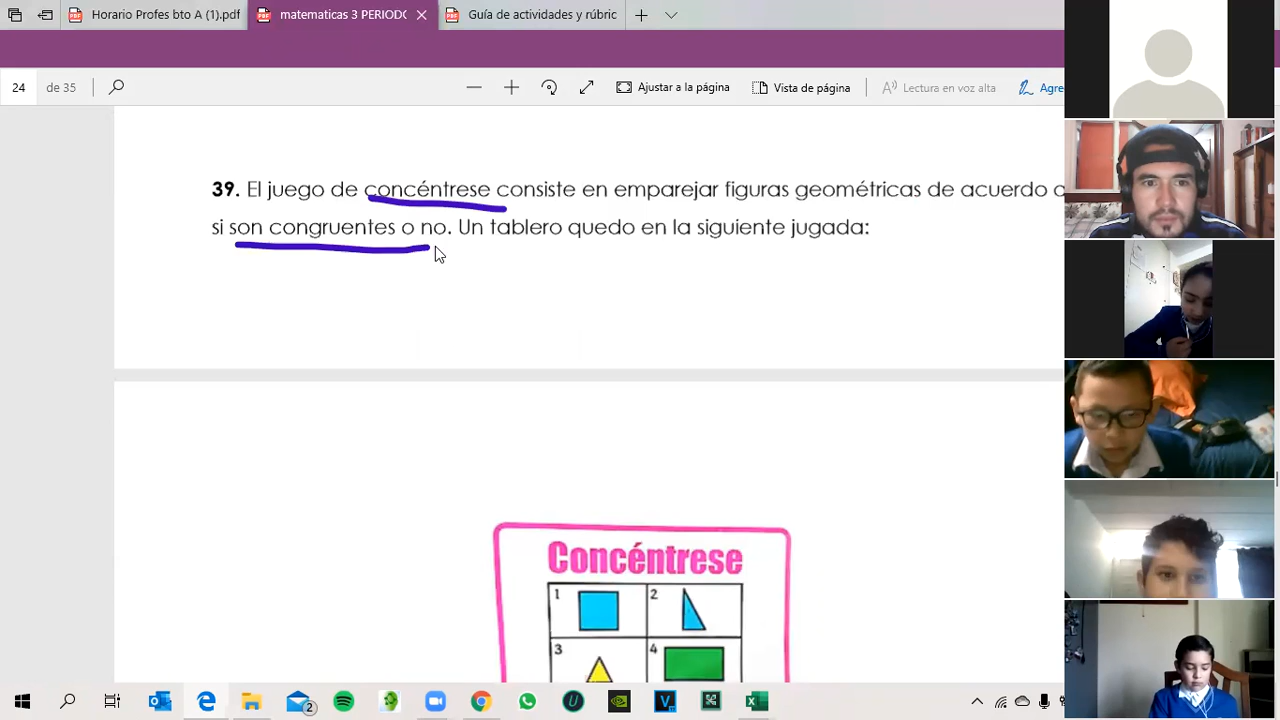 Horario Profes bto A (1).pdf
matematicas 3 PERIODO
Guía de actividades y rúbric
24 de 35
Ajustar a la página
Vista de página
Lectura en voz alta
Agre
39. El juego de concéntrese consiste en emparejar figuras geométricas de acuerdo a
si son congruentes o no. Un tablero quedo en la siguiente jugada:
Concéntrese
1 2
3 4
2